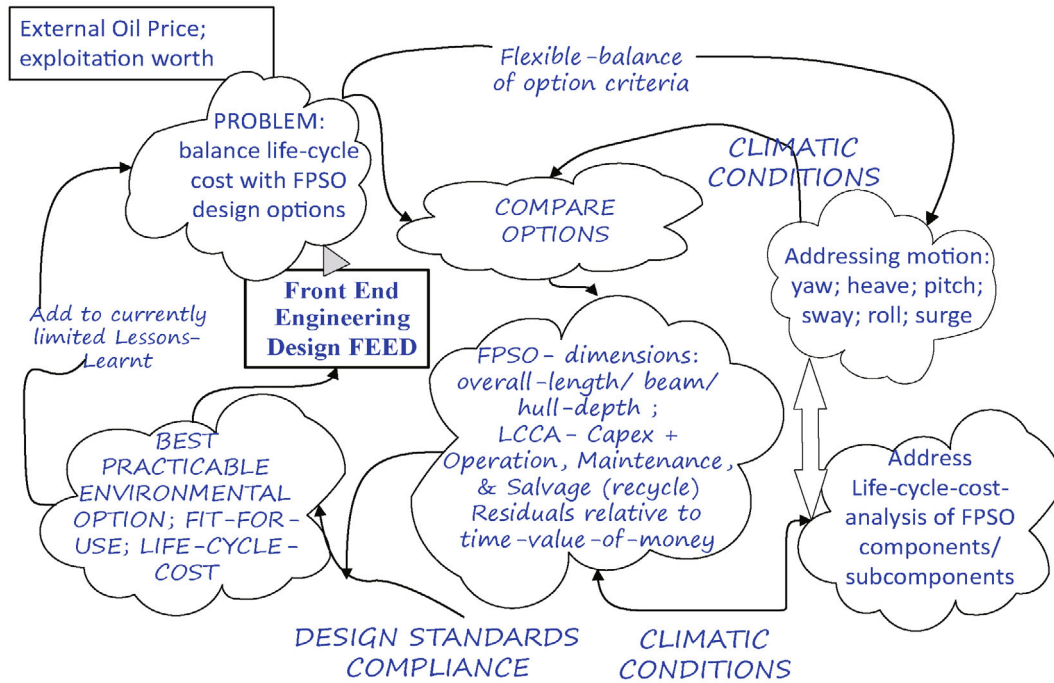 External Oil Price;
exploitation worth
PROBLEM:
balance life-cycle
cost with FPSO
design options
Flexible-balance
of option criteria
CLIMATIC
CONDITIONS
COMPARE
OPTIONS
Addressing motion:
yaw; heave; pitch;
sway; roll; surge
Add to currently
limited Lessons-
Learnt
Front End
Engineering
Design FEED
FPSO- dimensions:
overall-length/ beam/
hull-depth ;
LCCA- Capex +
Operation, Maintenance,
& Salvage (recycle)
Residuals relative to
time-value-of-money
BEST
PRACTICABLE
ENVIRONMENTAL
OPTION; FIT-FOR-
USE; LIFE-CYCLE-
COST
Address
Life-cycle-cost-
analysis of FPSO
components/
subcomponents
DESIGN STANDARDS
COMPLIANCE
CLIMATIC
CONDITIONS